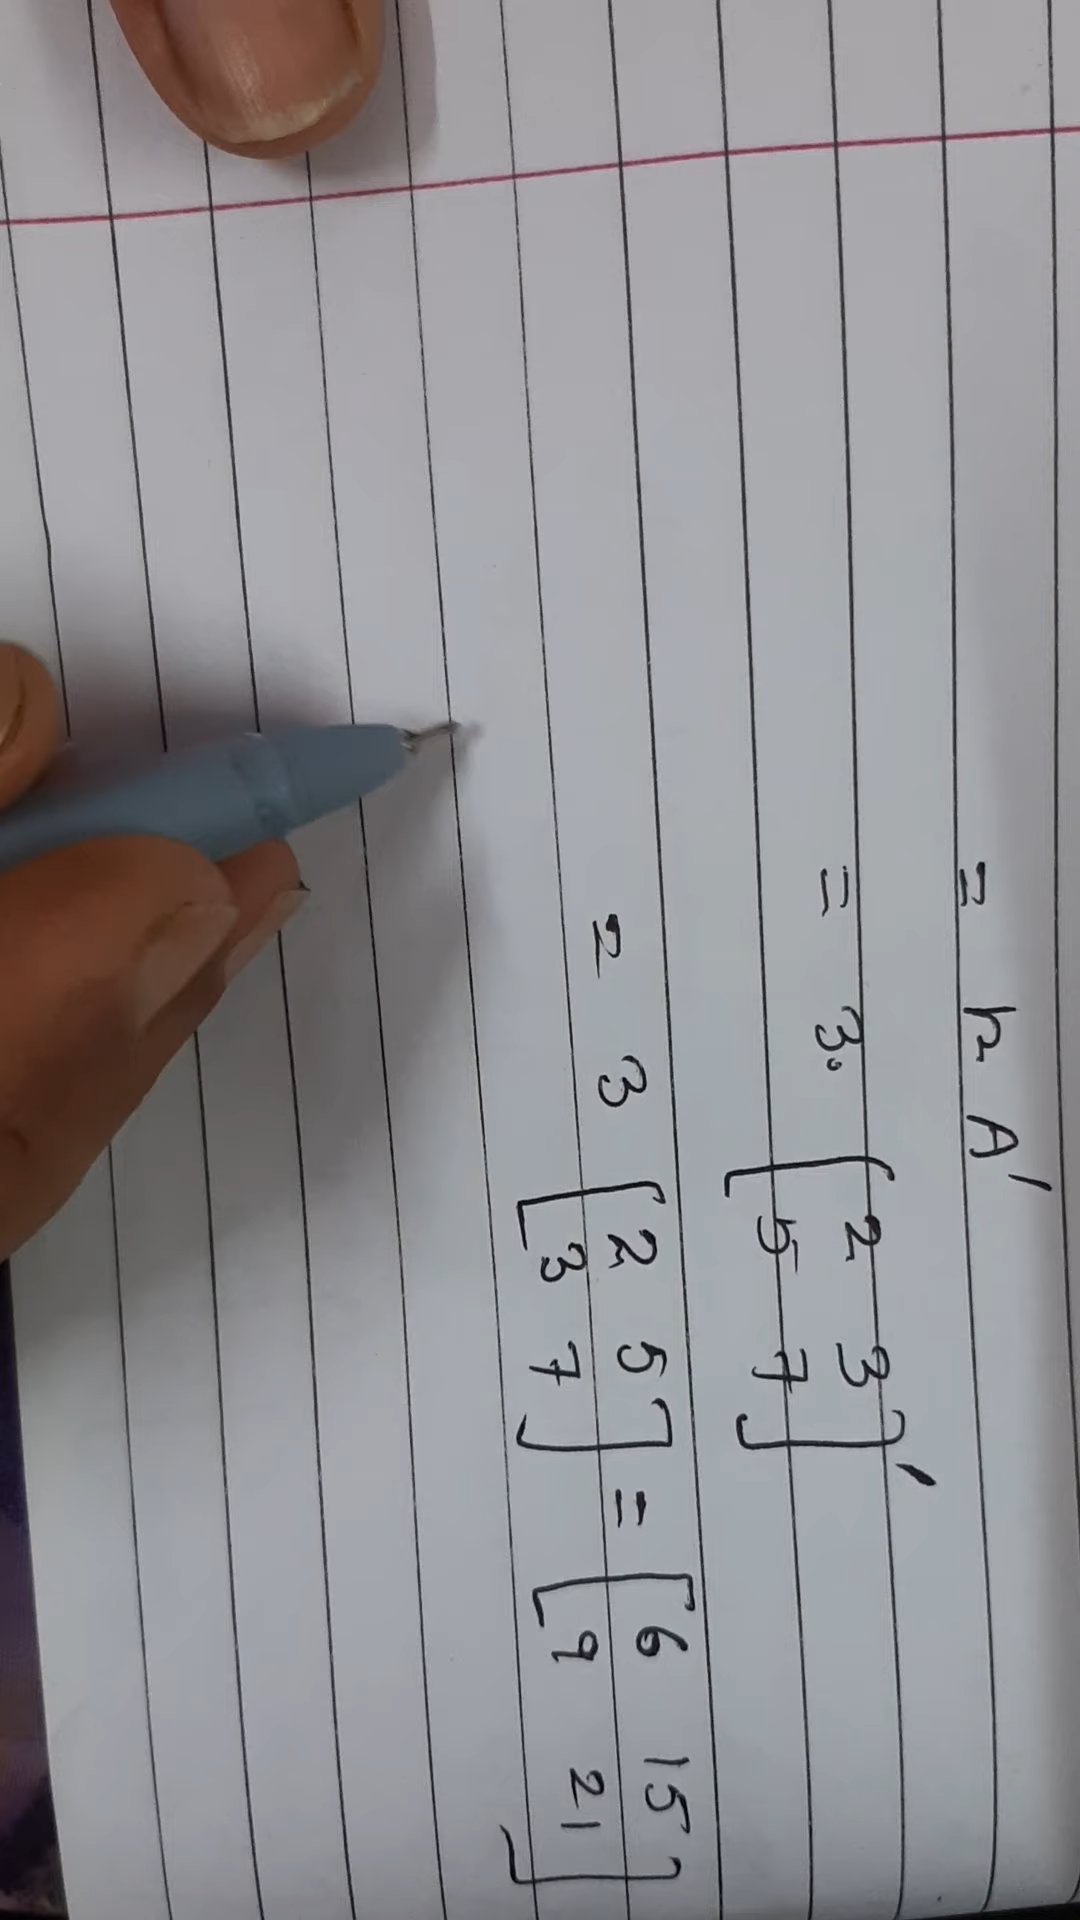 = k A'
= 3. [2 3
5 7]'
= 3 [2 5
3 7] = [6 15
9 21]